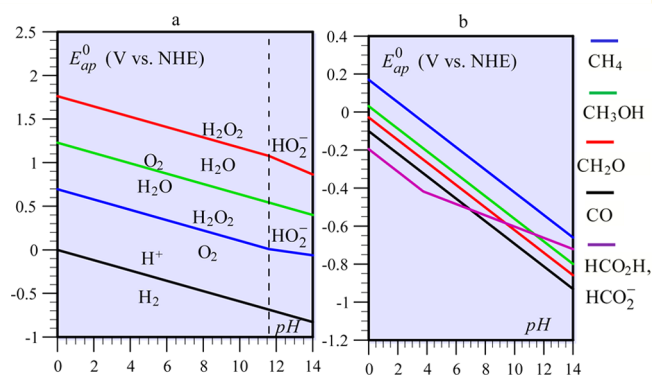 a
2.5
2
1.5
1
0.5
0
-0.5
-1
E⁰ₐₚ (V vs. NHE)
H₂O₂
HO₂⁻
O₂
H₂O
H₂O
H₂O₂
HO₂⁻
O₂
H⁺
H₂
pH
0 2 4 6 8 10 12 14
b
0.4
0.2
0
-0.2
-0.4
-0.6
-0.8
-1
-1.2
E⁰ₐₚ (V vs. NHE)
pH
0 2 4 6 8 10 12 14
CH₄
CH₃OH
CH₂O
CO
HCO₂H,
HCO₂⁻